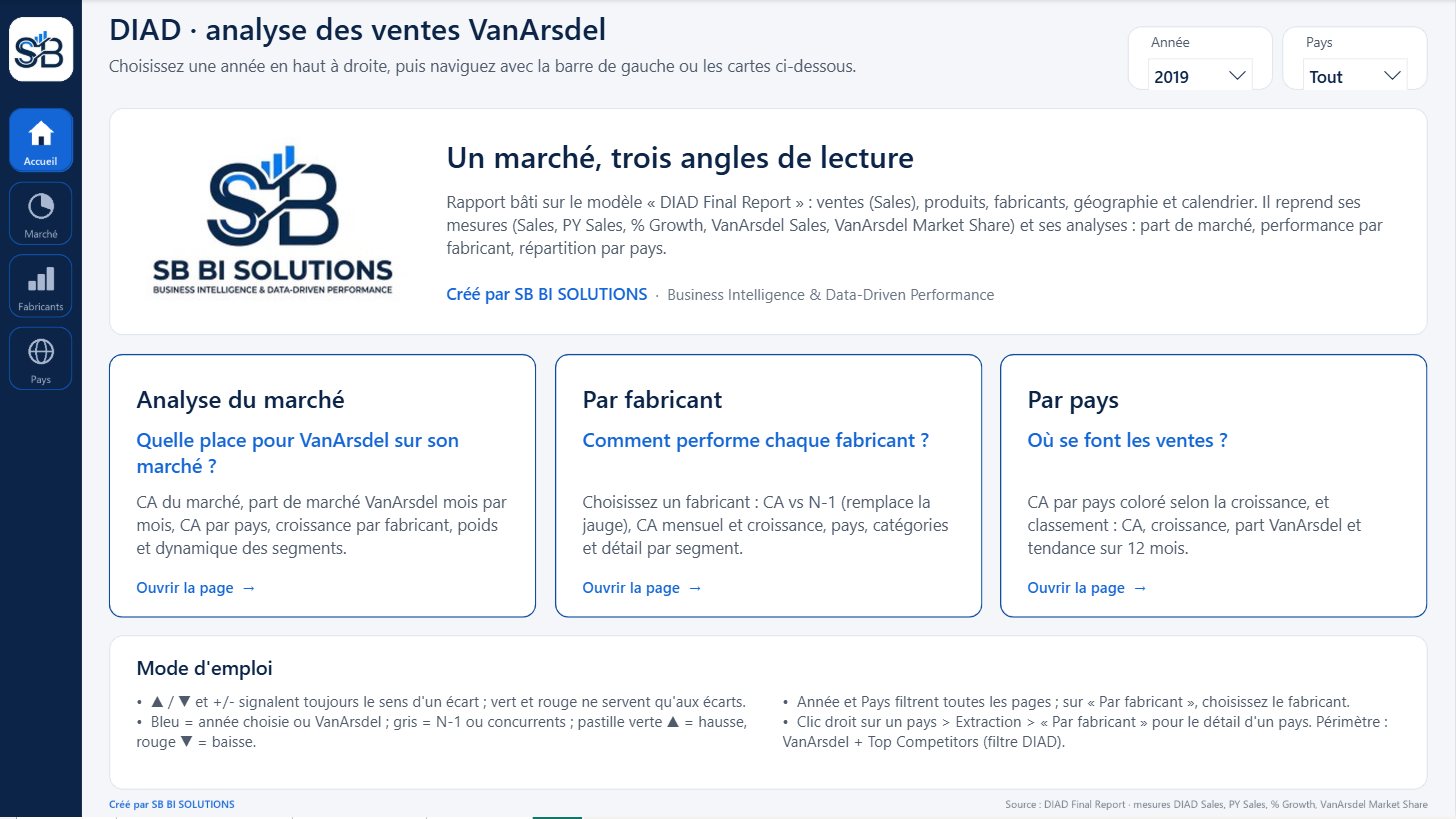 SB
DIAD · analyse des ventes VanArsdel
Choisissez une année en haut à droite, puis naviguez avec la barre de gauche ou les cartes ci-dessous.
Année
2019
Pays
Tout
Accueil
Marché
Fabricants
Pays
SB
SB BI SOLUTIONS
BUSINESS INTELLIGENCE & DATA-DRIVEN PERFORMANCE
Un marché, trois angles de lecture
Rapport bâti sur le modèle « DIAD Final Report » : ventes (Sales), produits, fabricants, géographie et calendrier. Il reprend ses
mesures (Sales, PY Sales, % Growth, VanArsdel Sales, VanArsdel Market Share) et ses analyses : part de marché, performance par
fabricant, répartition par pays.
Créé par SB BI SOLUTIONS · Business Intelligence & Data-Driven Performance
Analyse du marché
Quelle place pour VanArsdel sur son
marché ?
CA du marché, part de marché VanArsdel mois par
mois, CA par pays, croissance par fabricant, poids
et dynamique des segments.
Ouvrir la page →
Par fabricant
Comment performe chaque fabricant ?
Choisissez un fabricant : CA vs N-1 (remplace la
jauge), CA mensuel et croissance, pays, catégories
et détail par segment.
Ouvrir la page →
Par pays
Où se font les ventes ?
CA par pays coloré selon la croissance, et
classement : CA, croissance, part VanArsdel et
tendance sur 12 mois.
Ouvrir la page →
Mode d'emploi
• ▲ / ▼ et +/- signalent toujours le sens d'un écart ; vert et rouge ne servent qu'aux écarts.
• Bleu = année choisie ou VanArsdel ; gris = N-1 ou concurrents ; pastille verte ▲ = hausse,
rouge ▼ = baisse.
• Année et Pays filtrent toutes les pages ; sur « Par fabricant », choisissez le fabricant.
• Clic droit sur un pays > Extraction > « Par fabricant » pour le détail d'un pays. Périmètre :
VanArsdel + Top Competitors (filtre DIAD).
Créé par SB BI SOLUTIONS
Source : DIAD Final Report · mesures DIAD Sales, PY Sales, % Growth, VanArsdel Market Share